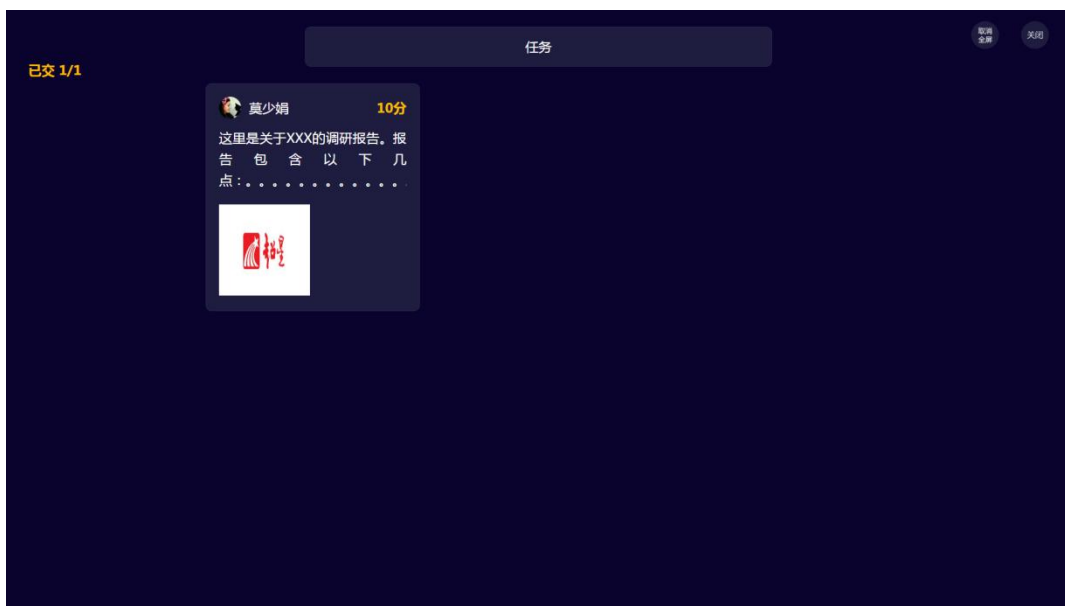 任务
取消
全屏
关闭
已交 1/1
莫少娟
10分
这里是关于XXX的调研报告。报
告包含以下几
点：。。。。。。。。。。。。